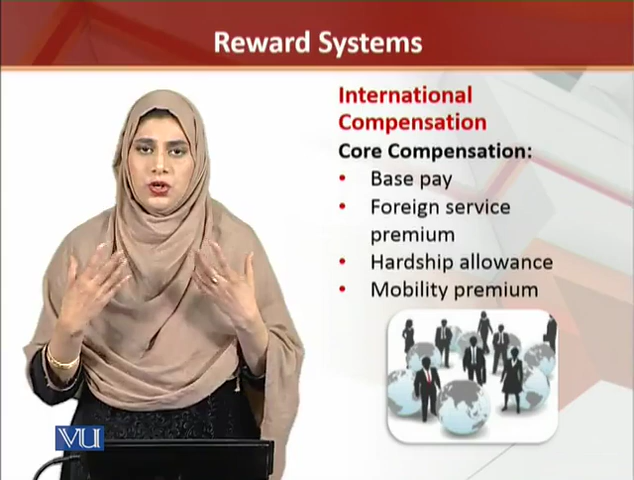 Reward Systems
International
Compensation
Core Compensation:
• Base pay
• Foreign service
premium
• Hardship allowance
• Mobility premium
VU